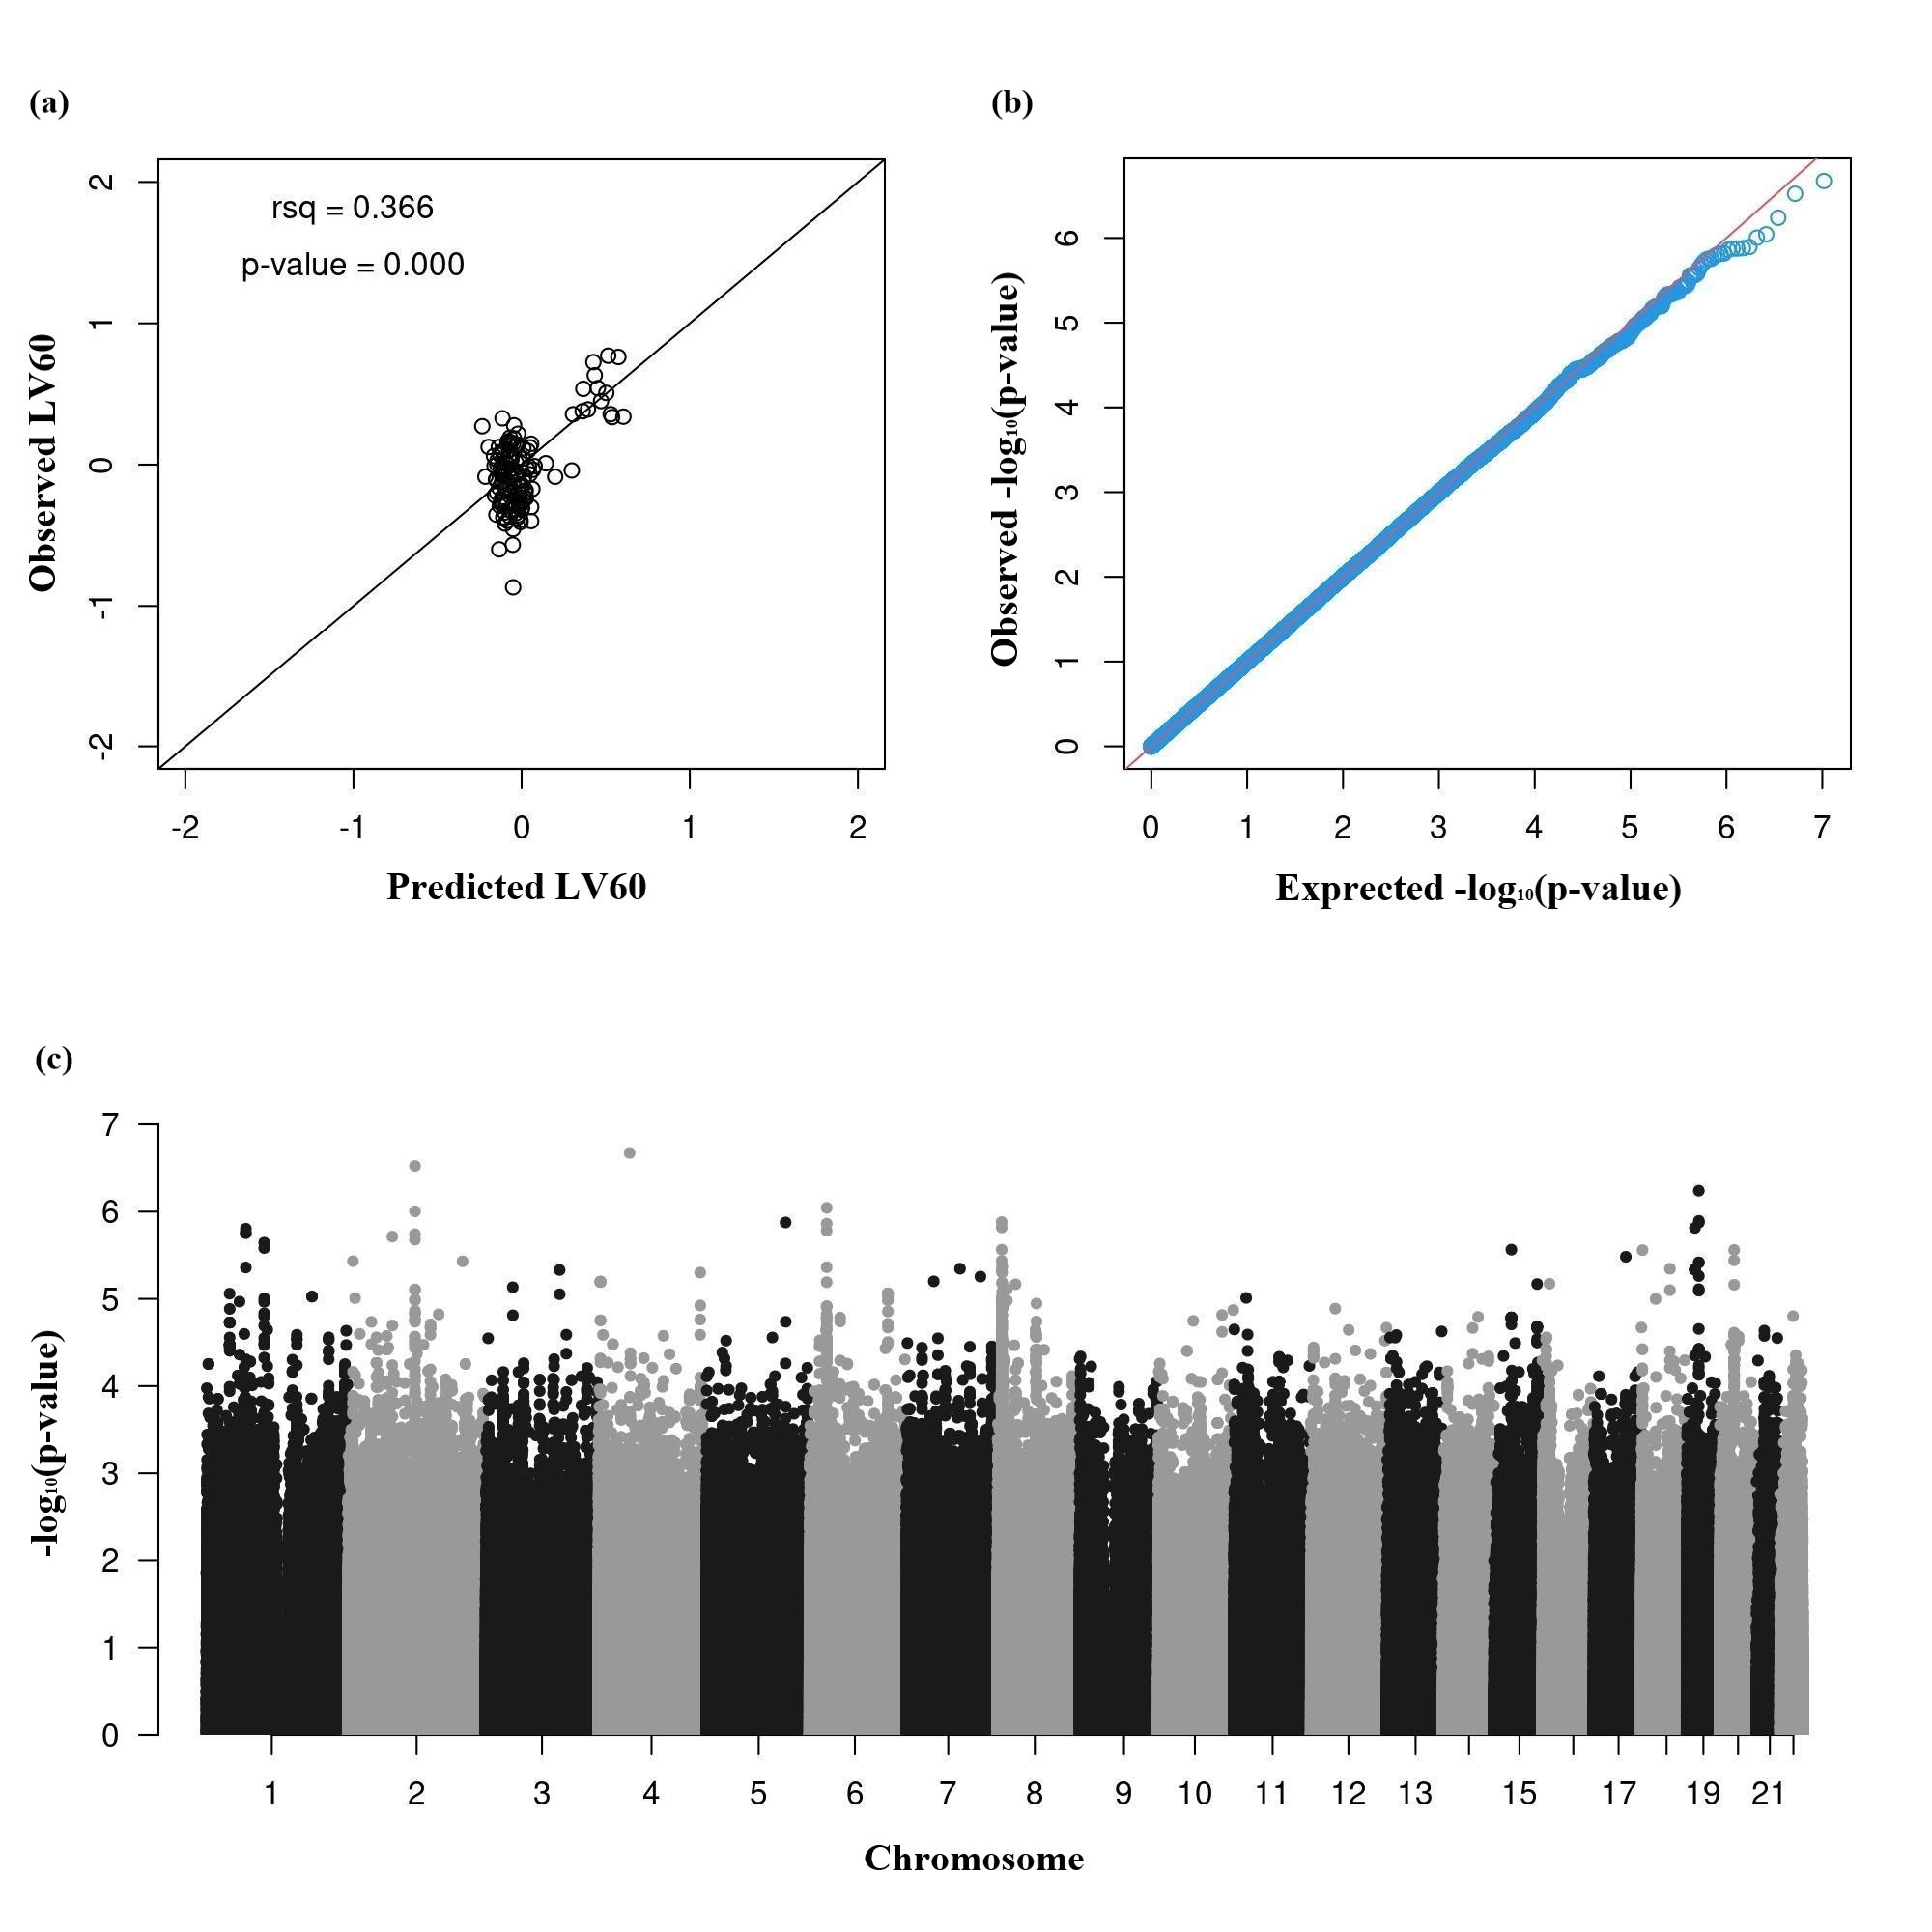 (a)
(b)
rsq = 0.366
p-value = 0.000
2
1
0
-1
-2
Observed LV60
-2 -1 0 1 2
Predicted LV60
6
5
4
3
2
1
0
Observed -log₁₀(p-value)
0 1 2 3 4 5 6 7
Exprected -log₁₀(p-value)
(c)
7
6
5
4
3
2
1
0
-log₁₀(p-value)
1 2 3 4 5 6 7 8 9 10 11 12 13 15 17 19 21
Chromosome